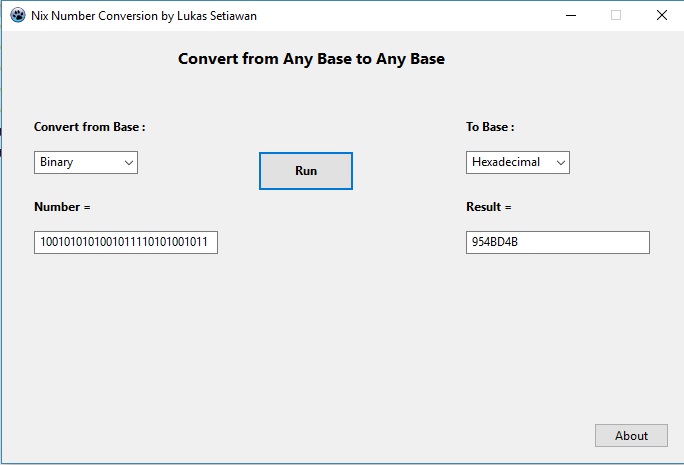 Nix Number Conversion by Lukas Setiawan
Convert from Any Base to Any Base
Convert from Base :
To Base :
Binary
Run
Hexadecimal
Number =
Result =
1001010101001011110101001011
954BD4B
About